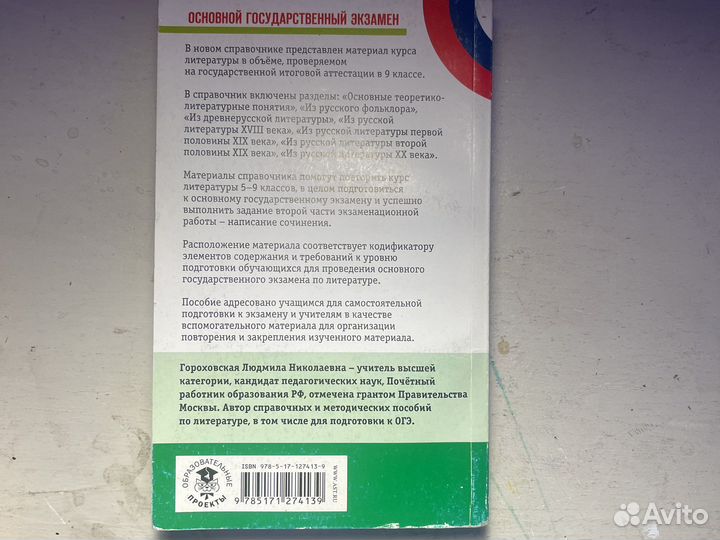 ОСНОВНОЙ ГОСУДАРСТВЕННЫЙ ЭКЗАМЕН
В новом справочнике представлен материал курса
литературы в объёме, проверяемом
на государственной итоговой аттестации в 9 классе.
В справочник включены разделы: «Основные теоретико-
литературные понятия», «Из русского фольклора»,
«Из древнерусской литературы», «Из русской
литературы XVIII века», «Из русской литературы первой
половины XIX века», «Из русской литературы второй
половины XIX века», «Из русской литературы XX века».
Материалы справочника помогут повторить курс
литературы 5–9 классов, в целом подготовиться
к основному государственному экзамену и успешно
выполнить задание второй части экзаменационной
работы – написание сочинения.
Расположение материала соответствует кодификатору
элементов содержания и требований к уровню
подготовки обучающихся для проведения основного
государственного экзамена по литературе.
Пособие адресовано учащимся для самостоятельной
подготовки к экзамену и учителям в качестве
вспомогательного материала для организации
повторения и закрепления изученного материала.
Гороховская Людмила Николаевна – учитель высшей
категории, кандидат педагогических наук, Почётный
работник образования РФ, отмечена грантом Правительства
Москвы. Автор справочных и методических пособий
по литературе, в том числе для подготовки к ОГЭ.
ОБРАЗОВАТЕЛЬНЫЕ
ПРОЕКТЫ
ISBN 978-5-17-127413-9
9 785171 274139
WWW.AST.RU
Avito